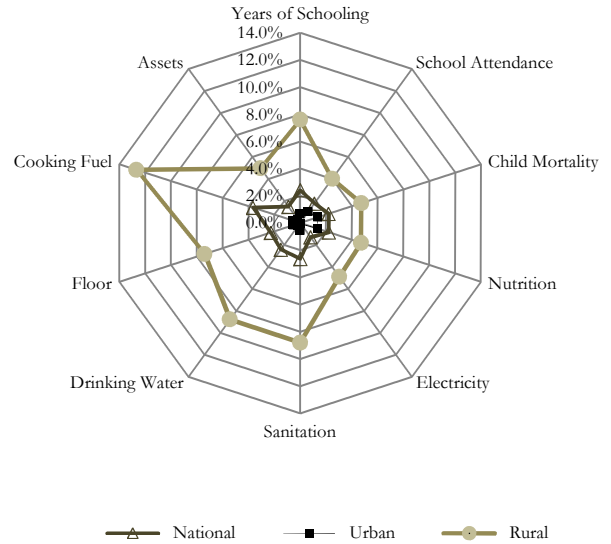 Years of Schooling
14.0%
12.0%
Assets
School Attendance
10.0%
8.0%
6.0%
Cooking Fuel
Child Mortality
4.0%
2.0%
0.0%
Floor
Nutrition
Drinking Water
Electricity
Sanitation
National
Urban
Rural